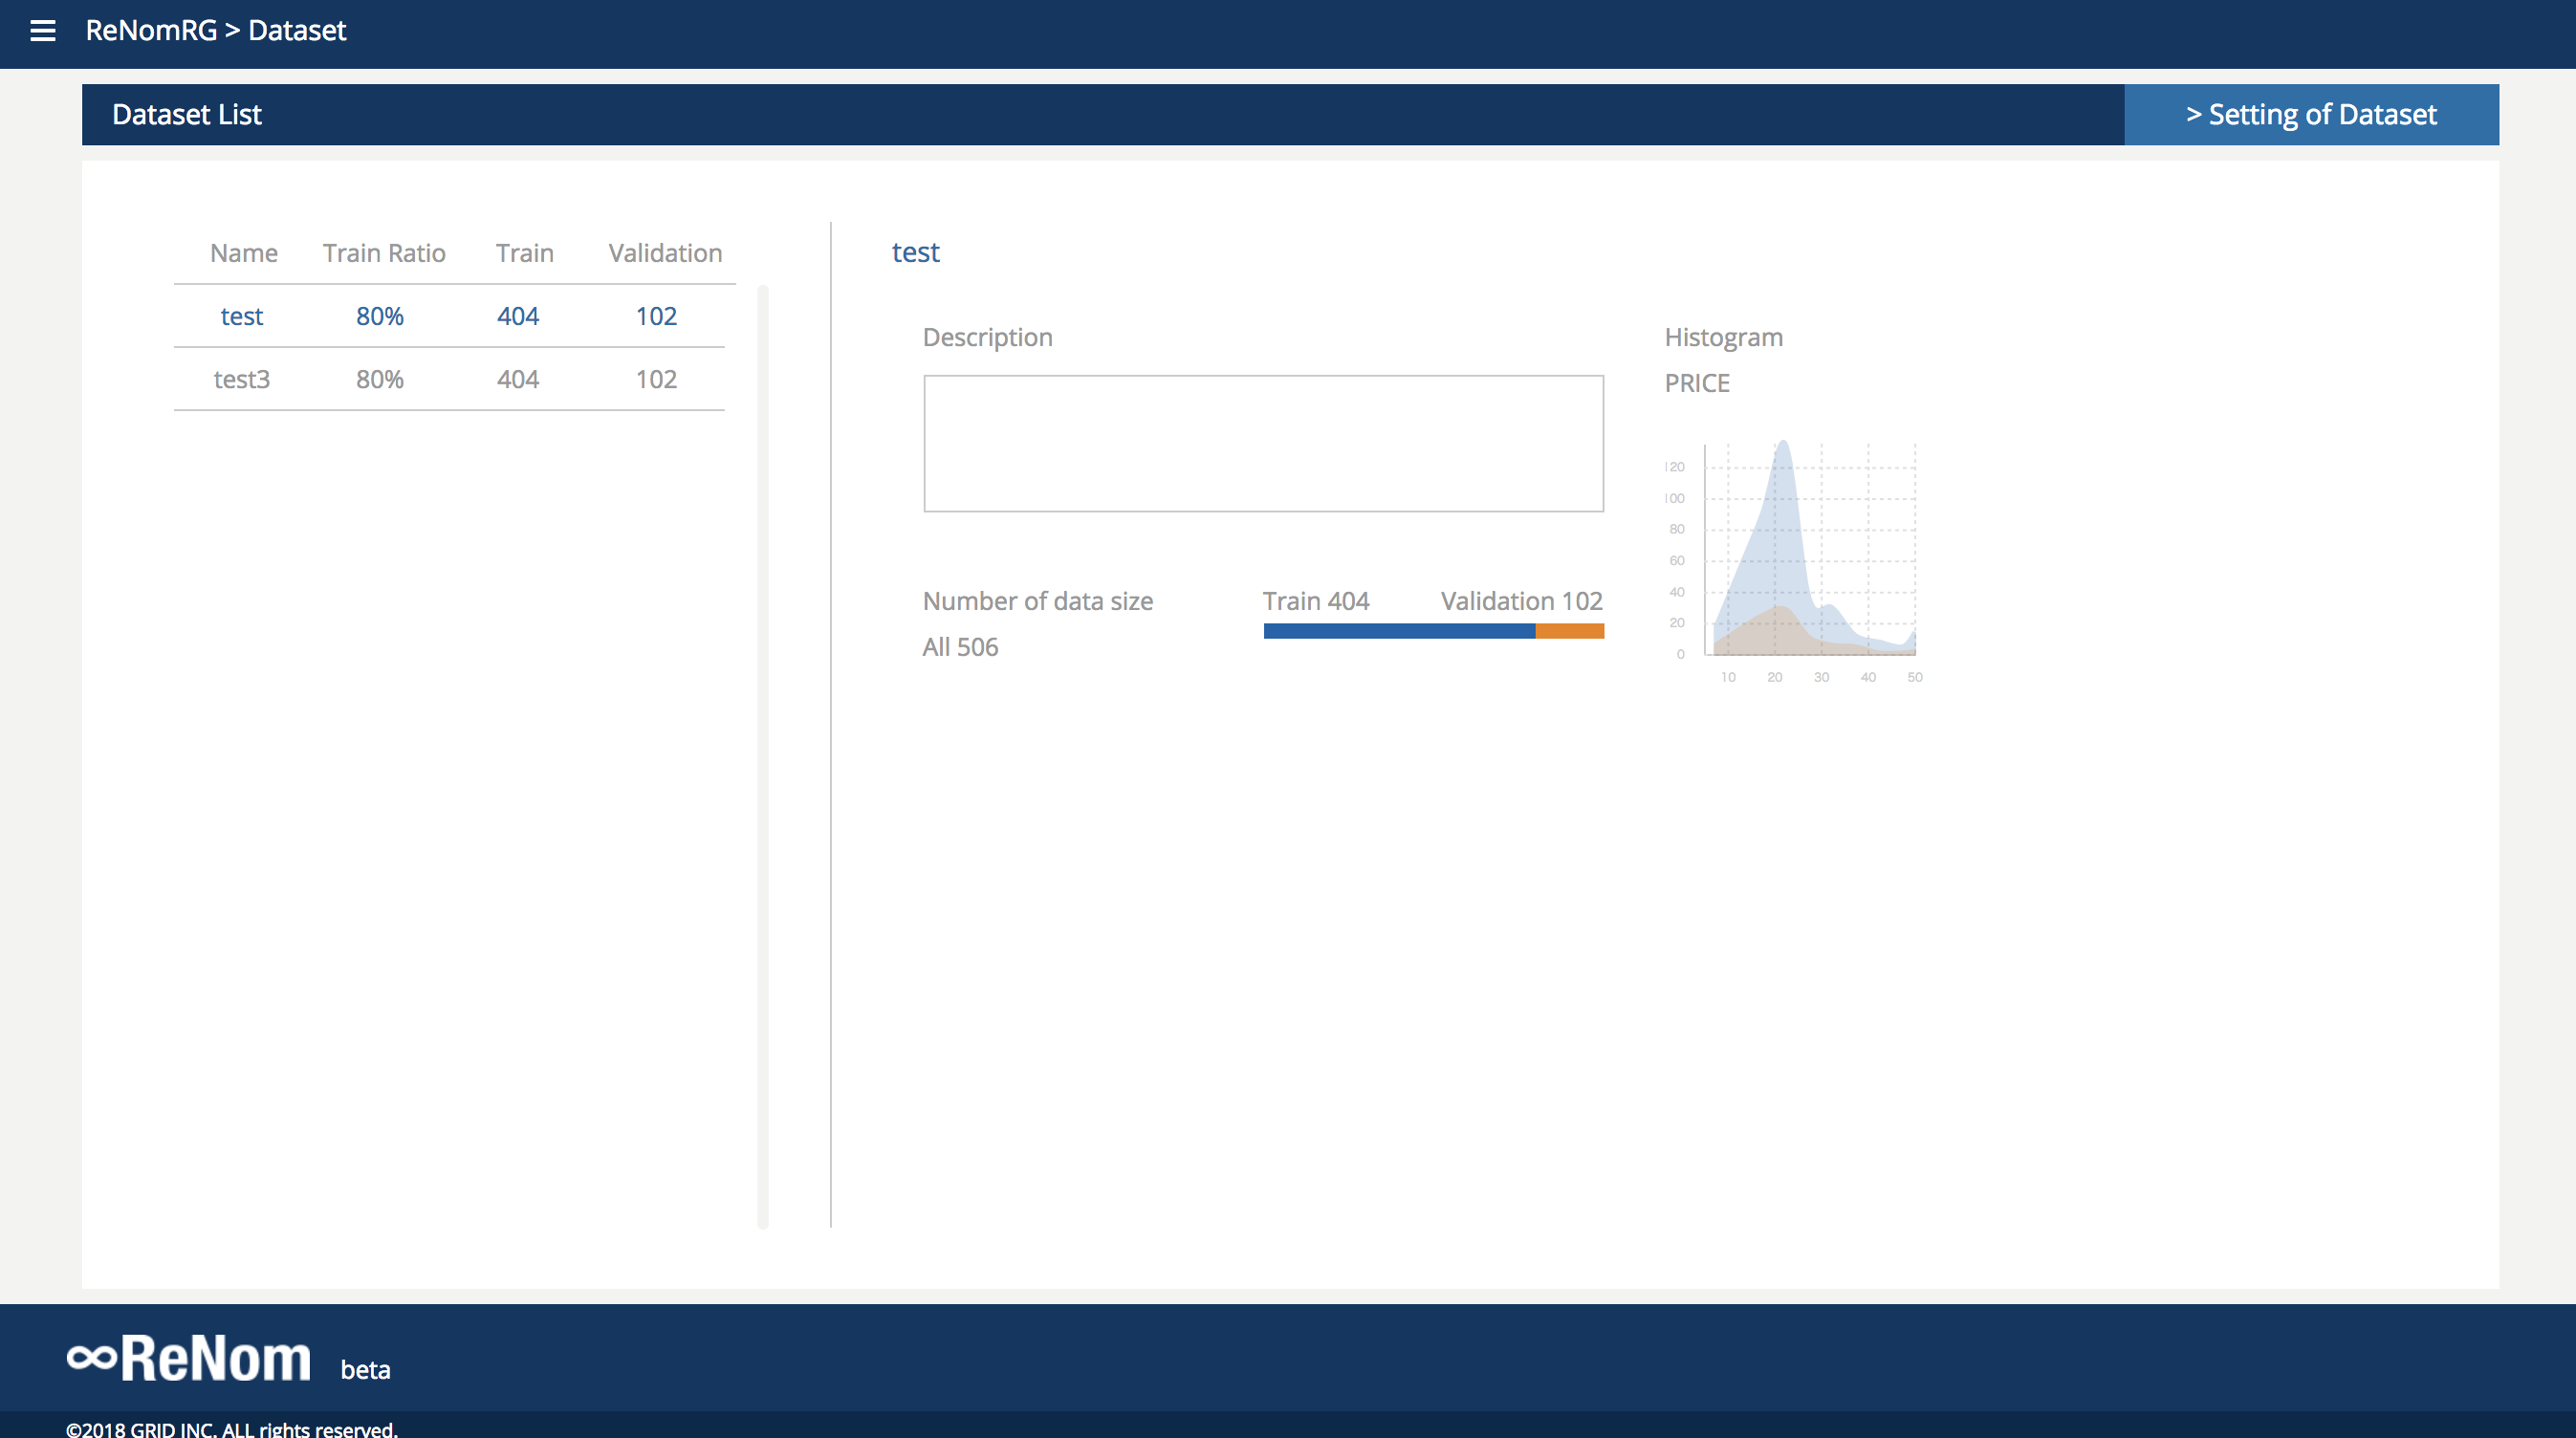 ReNomRG > Dataset
Dataset List
> Setting of Dataset
Name Train Ratio Train Validation
test 80% 404 102
test3 80% 404 102
test
Description
Number of data size
All 506
Train 404 Validation 102
Histogram
PRICE
120
100
80
60
40
20
0
10 20 30 40 50
∞ReNom beta
©2018 GRID INC. ALL rights reserved.